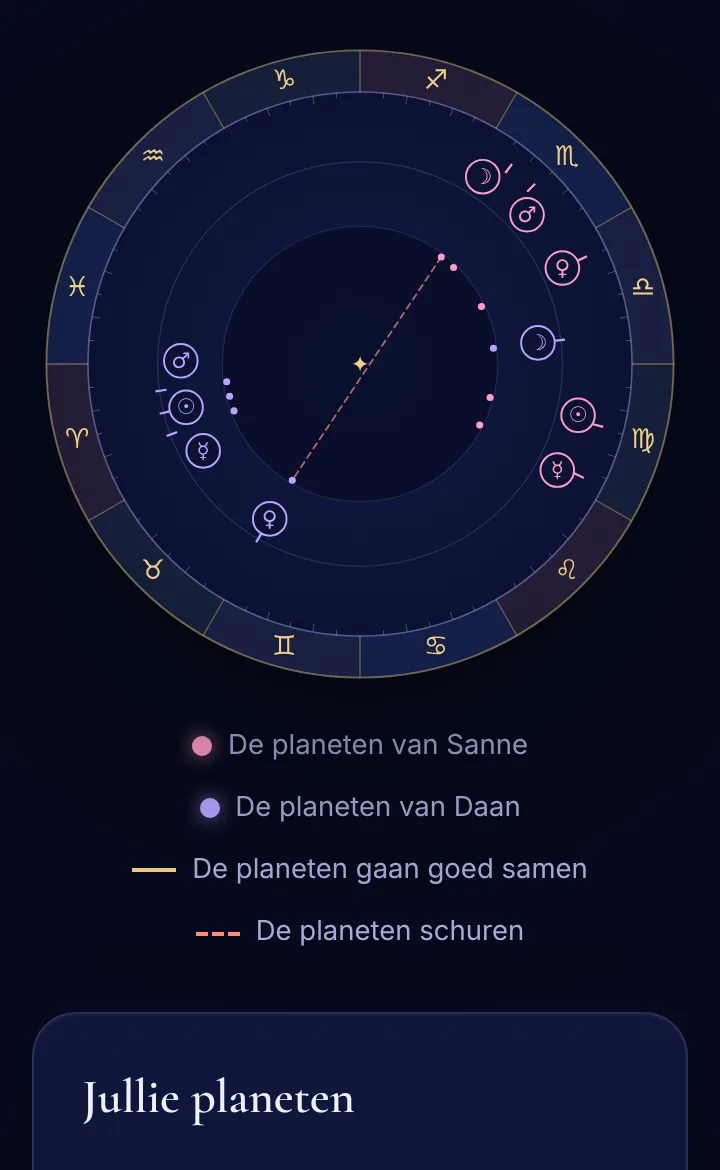 ♑ ♐
♒ ♏
☽
♂
♀
♓ ♎
☽
♂
☉ ☉
♈ ♍
☿ ☿
♀
♉ ♌
♊ ♋
De planeten van Sanne
De planeten van Daan
De planeten gaan goed samen
De planeten schuren
Jullie planeten